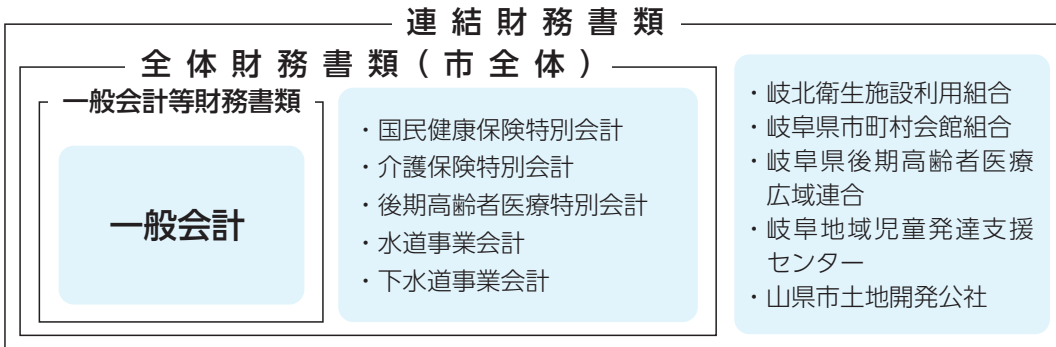 連結財務書類
全体財務書類(市全体)
一般会計等財務書類
一般会計
・国民健康保険特別会計
・介護保険特別会計
・後期高齢者医療特別会計
・水道事業会計
・下水道事業会計
・岐北衛生施設利用組合
・岐阜県市町村会館組合
・岐阜県後期高齢者医療
広域連合
・岐阜地域児童発達支援
センター
・山県市土地開発公社